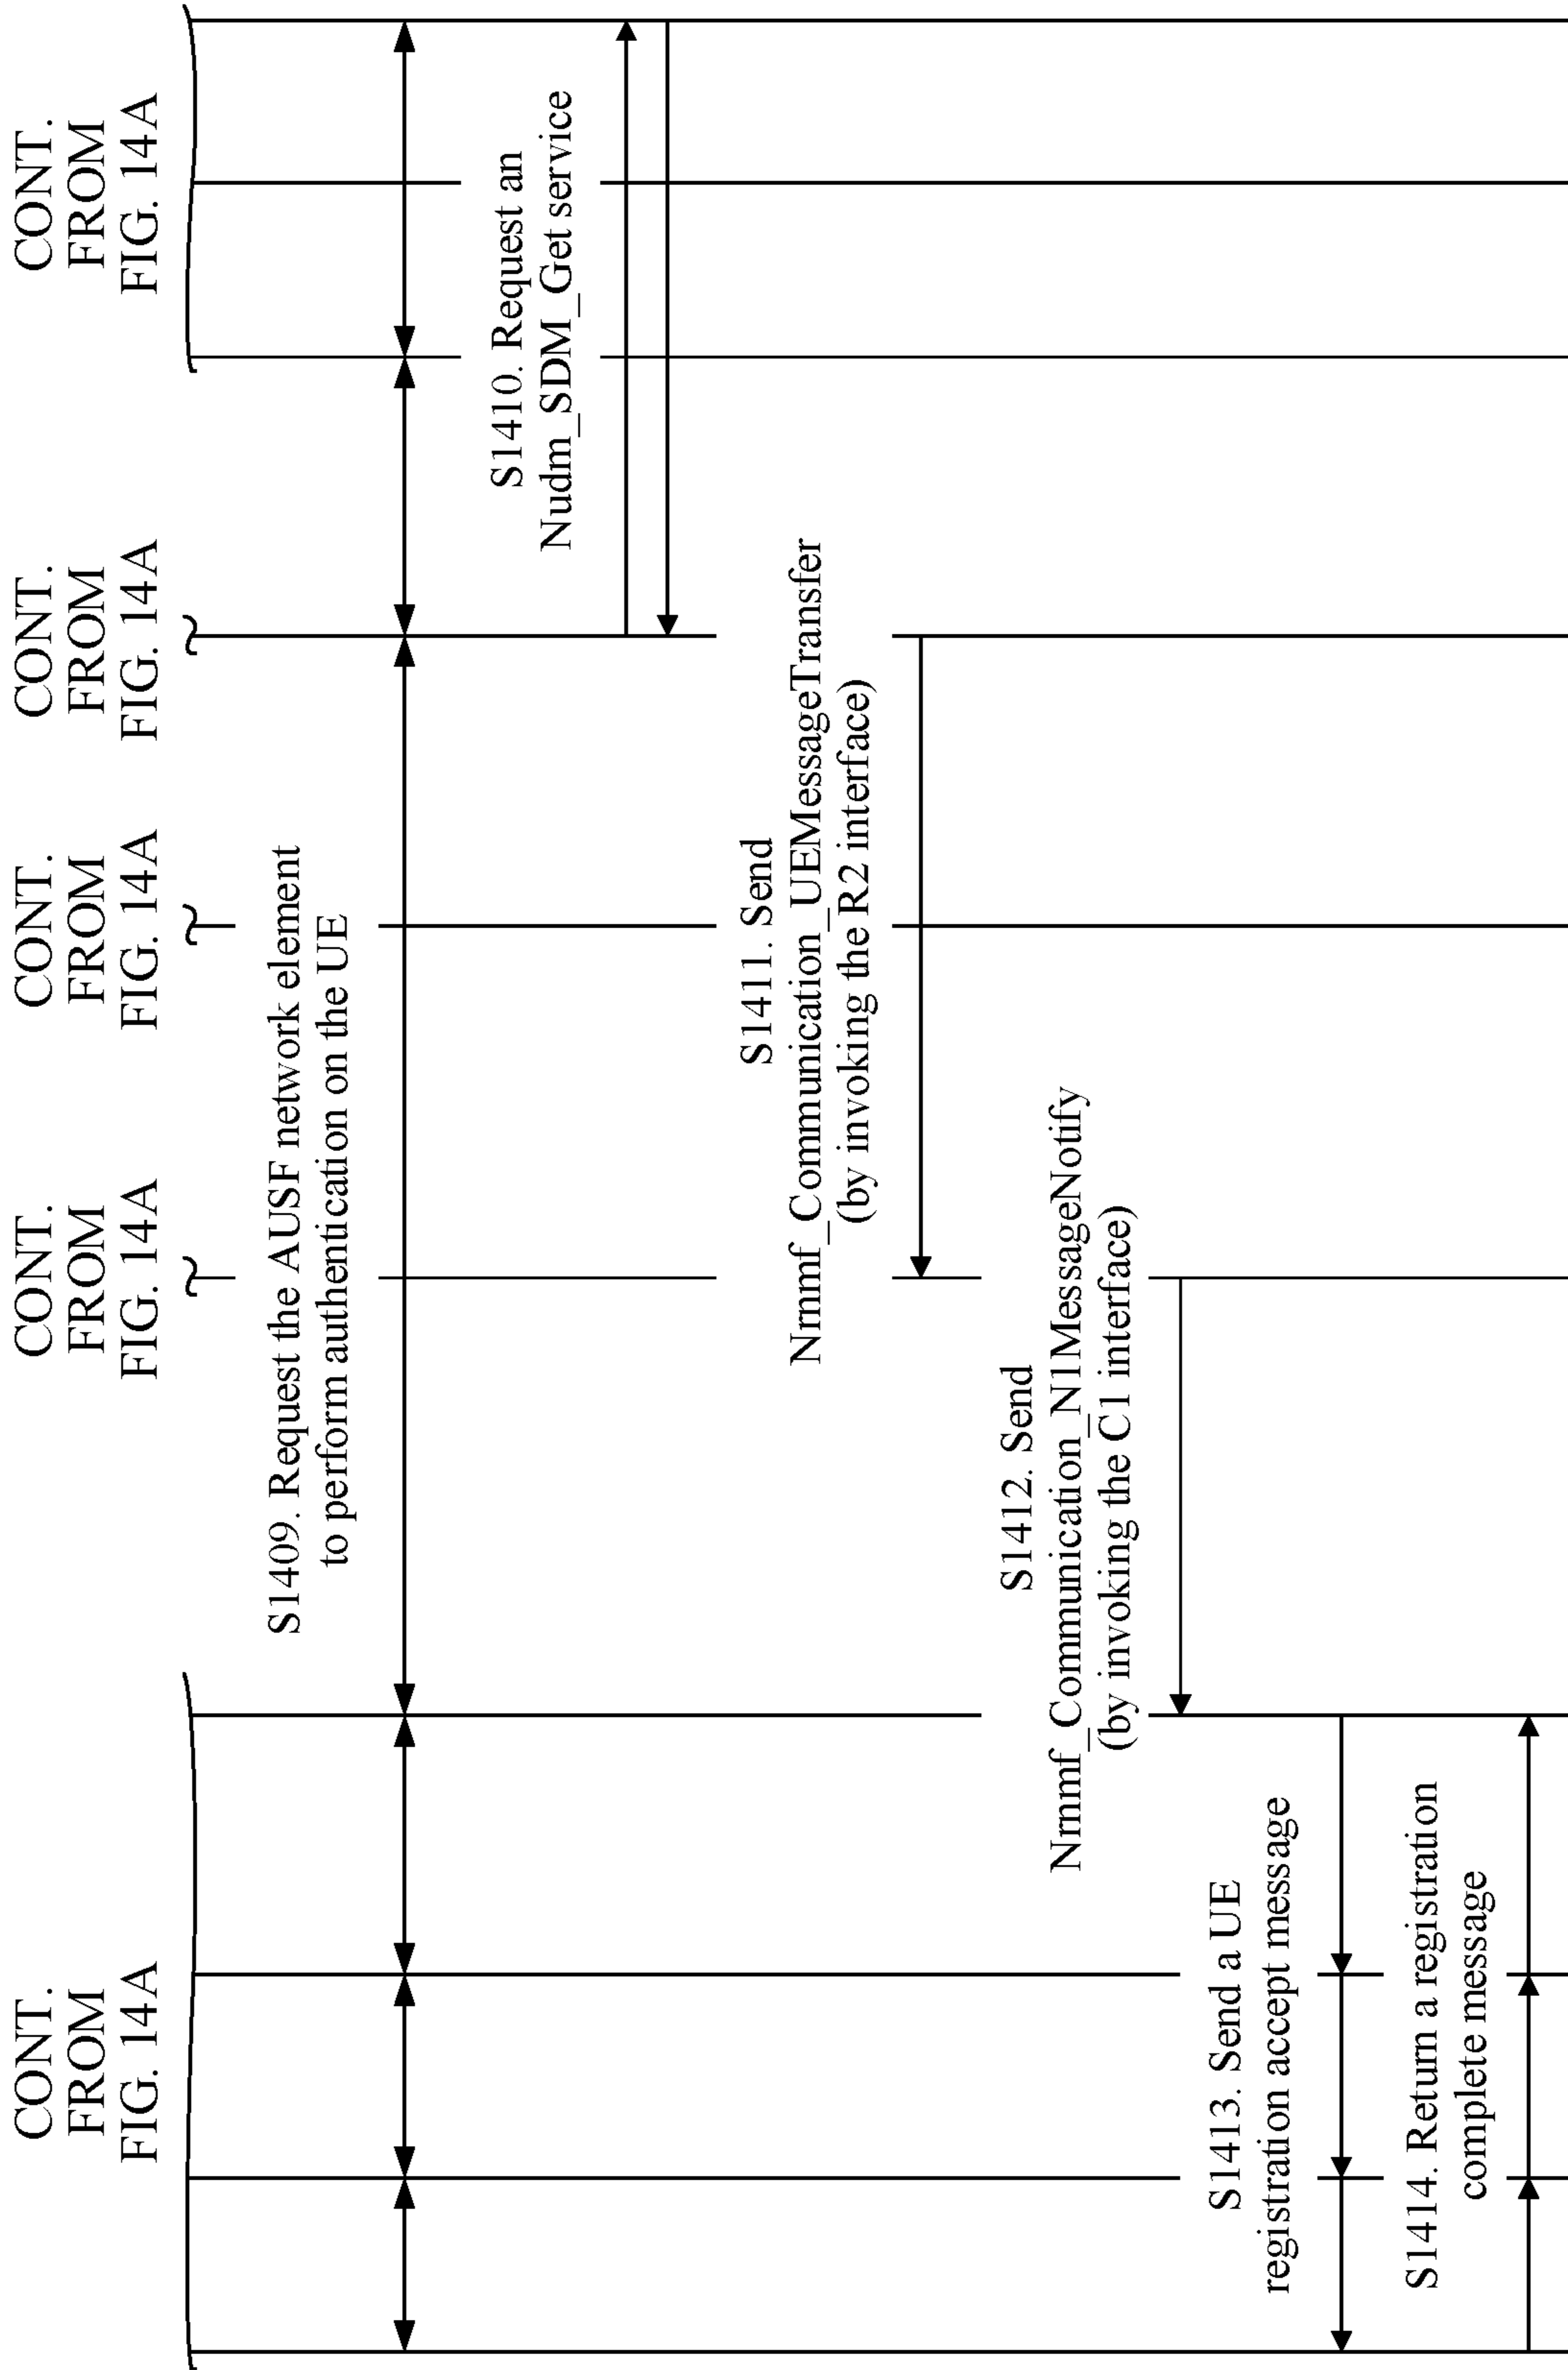 CONT.
FROM
FIG. 14A
CONT.
FROM
FIG. 14A
CONT.
FROM
FIG. 14A
CONT.
FROM
FIG. 14A
CONT.
FROM
FIG. 14A
S1409. Request the AUSF network element
to perform authentication on the UE
S1410. Request an
Nudm_SDM_Get service
S1411. Send
Nrnmf_Communication_UEMessageTransfer
(by invoking the R2 interface)
S1412. Send
Nrnmf_Communication_N1MessageNotify
(by invoking the C1 interface)
S1413. Send a UE
registration accept message
S1414. Return a registration
complete message